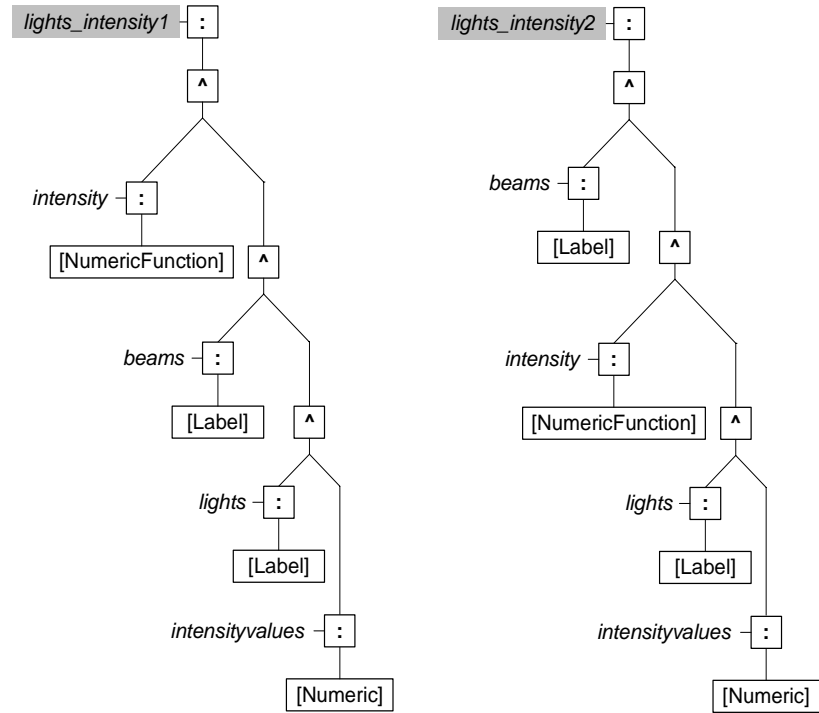 lights_intensity1 :
^
intensity :
[NumericFunction] ^
beams :
[Label] ^
lights :
[Label]
intensityvalues :
[Numeric]
lights_intensity2 :
^
beams :
[Label] ^
intensity :
[NumericFunction] ^
lights :
[Label]
intensityvalues :
[Numeric]